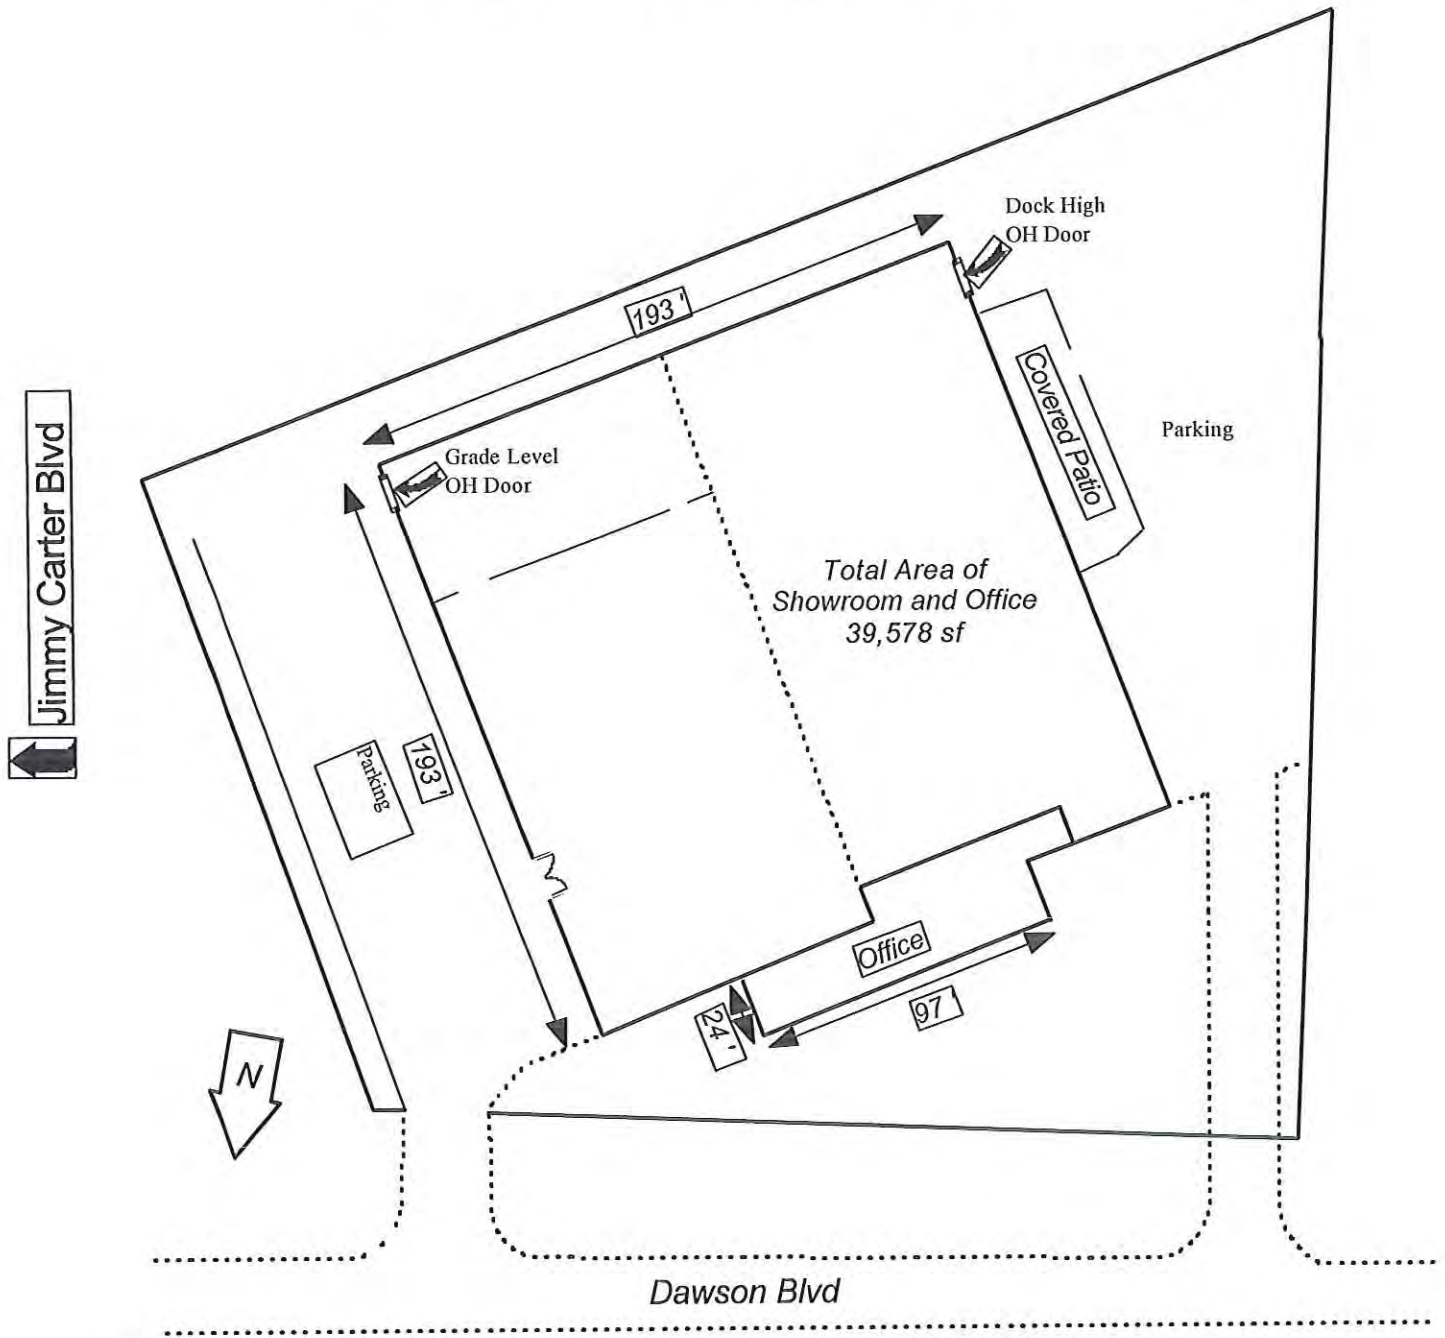 Dock High
OH Door
193 '
Covered Patio
Parking
Grade Level
OH Door
Jimmy Carter Blvd
Total Area of
Showroom and Office
39,578 sf
193 '
Parking
Office
97 '
24 '
N
Dawson Blvd